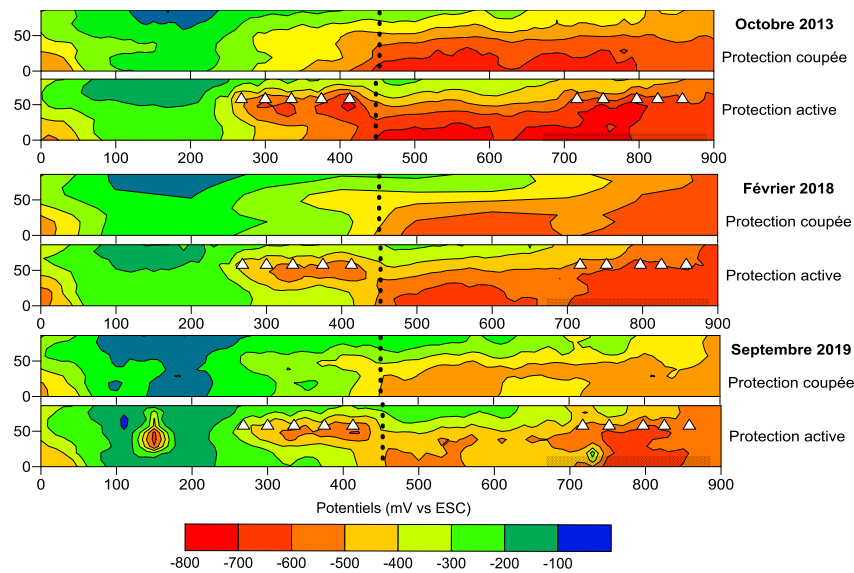 Octobre 2013
50
Protection coupée
0
50
Protection active
0
0 100 200 300 400 500 600 700 800 900
Février 2018
50
Protection coupée
0
50
Protection active
0
0 100 200 300 400 500 600 700 800 900
Septembre 2019
50
Protection coupée
0
50
Protection active
0
0 100 200 300 400 500 600 700 800 900
Potentiels (mV vs ESC)
-800 -700 -600 -500 -400 -300 -200 -100